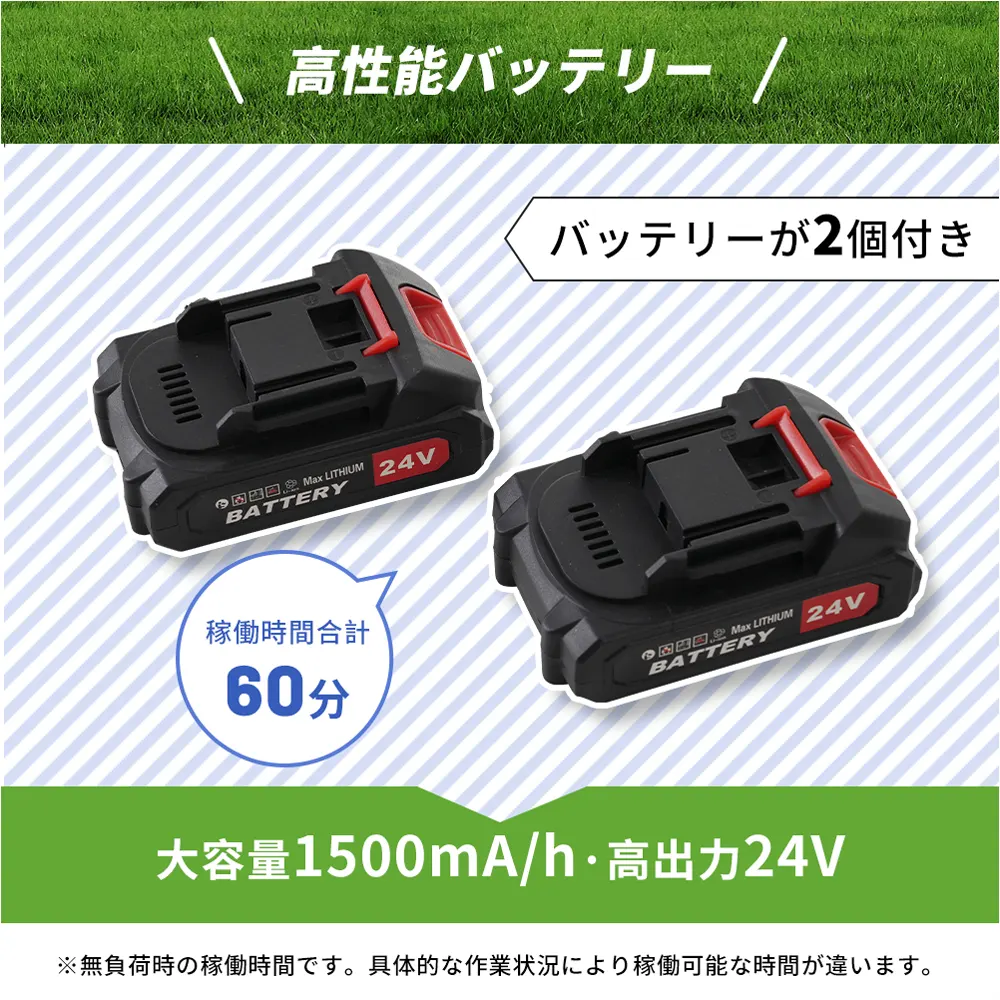 高性能バッテリー
バッテリーが2個付き
Max LITHIUM 24V
BATTERY
Max LITHIUM 24V
BATTERY
稼働時間合計
60分
大容量1500mA/h・高出力24V
※無負荷時の稼働時間です。具体的な作業状況により稼働可能な時間が違います。